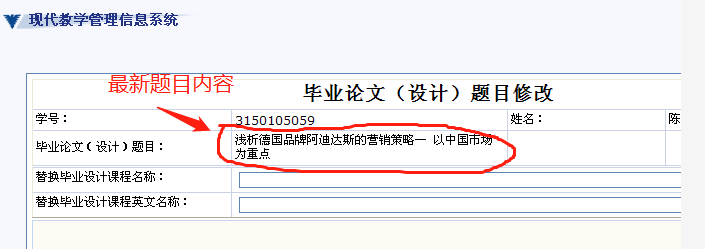 现代教学管理信息系统
最新题目内容
毕业论文（设计）题目修改
学号：	3150105059	姓名：	陈
毕业论文（设计）题目：	浅析德国品牌阿迪达斯的营销策略一 以中国市场
为重点
替换毕业设计课程名称：
替换毕业设计课程英文名称：